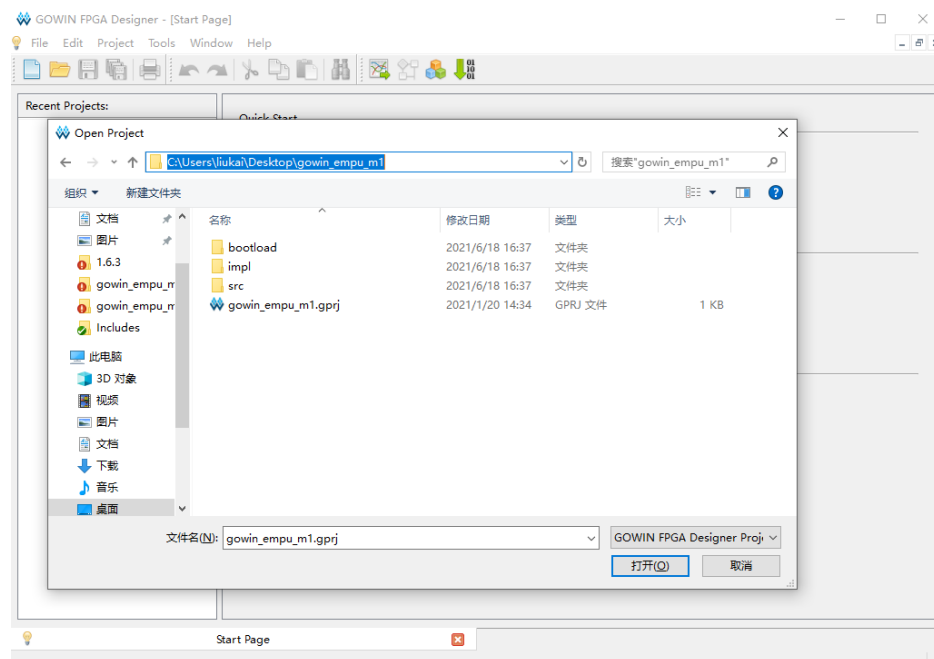 GOWIN FPGA Designer - [Start Page]
File Edit Project Tools Window Help
Recent Projects:
Quick Start
Open Project
C:\Users\liukai\Desktop\gowin_empu_m1
搜索"gowin_empu_m1"
组织 新建文件夹
文档
图片
1.6.3
gowin_empu_m
gowin_empu_m
Includes
此电脑
3D 对象
视频
图片
文档
下载
音乐
桌面
名称 修改日期 类型 大小
bootload 2021/6/18 16:37 文件夹
impl 2021/6/18 16:37 文件夹
src 2021/6/18 16:37 文件夹
gowin_empu_m1.gprj 2021/1/20 14:34 GPRJ 文件 1 KB
文件名(N): gowin_empu_m1.gprj GOWIN FPGA Designer Proj
打开(O) 取消
Start Page